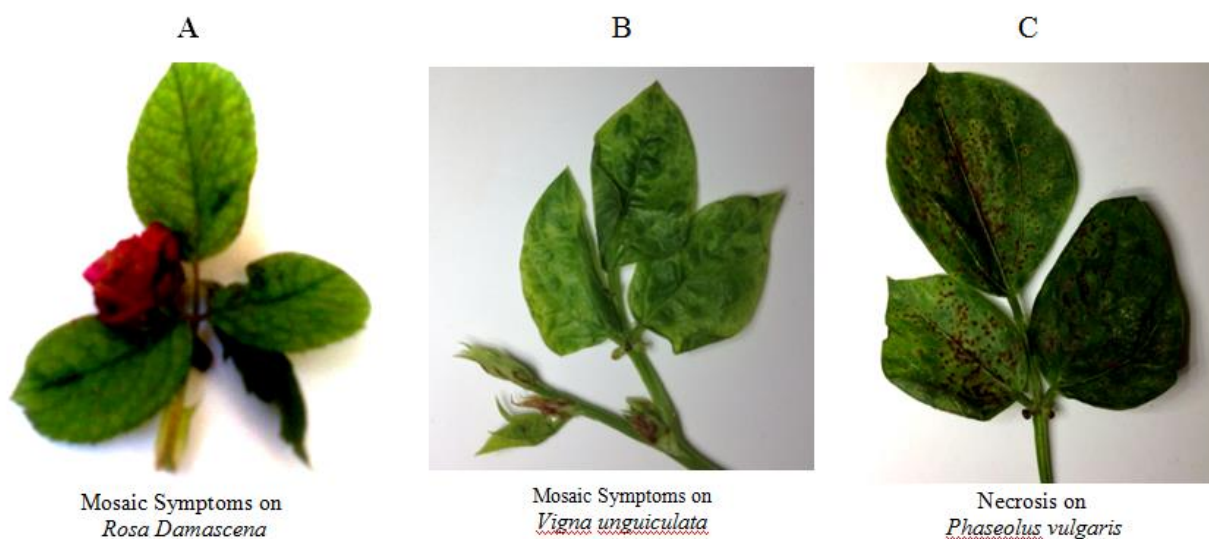 A
B
C
Mosaic Symptoms on
Rosa Damascena
Mosaic Symptoms on
Vigna unguiculata
Necrosis on
Phaseolus vulgaris